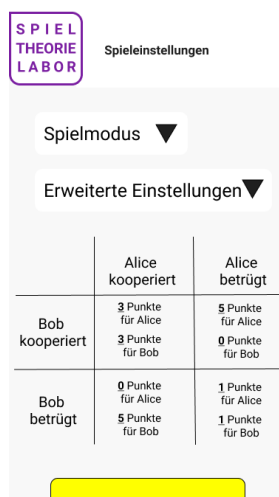 SPIEL
THEORIE
LABOR
Spieleinstellungen
Spielmodus
Erweiterte Einstellungen
Alice
kooperiert
Alice
betrügt
Bob
kooperiert
3 Punkte
für Alice
3 Punkte
für Bob
5 Punkte
für Alice
0 Punkte
für Bob
Bob
betrügt
0 Punkte
für Alice
5 Punkte
für Bob
1 Punkte
für Alice
1 Punkte
für Bob